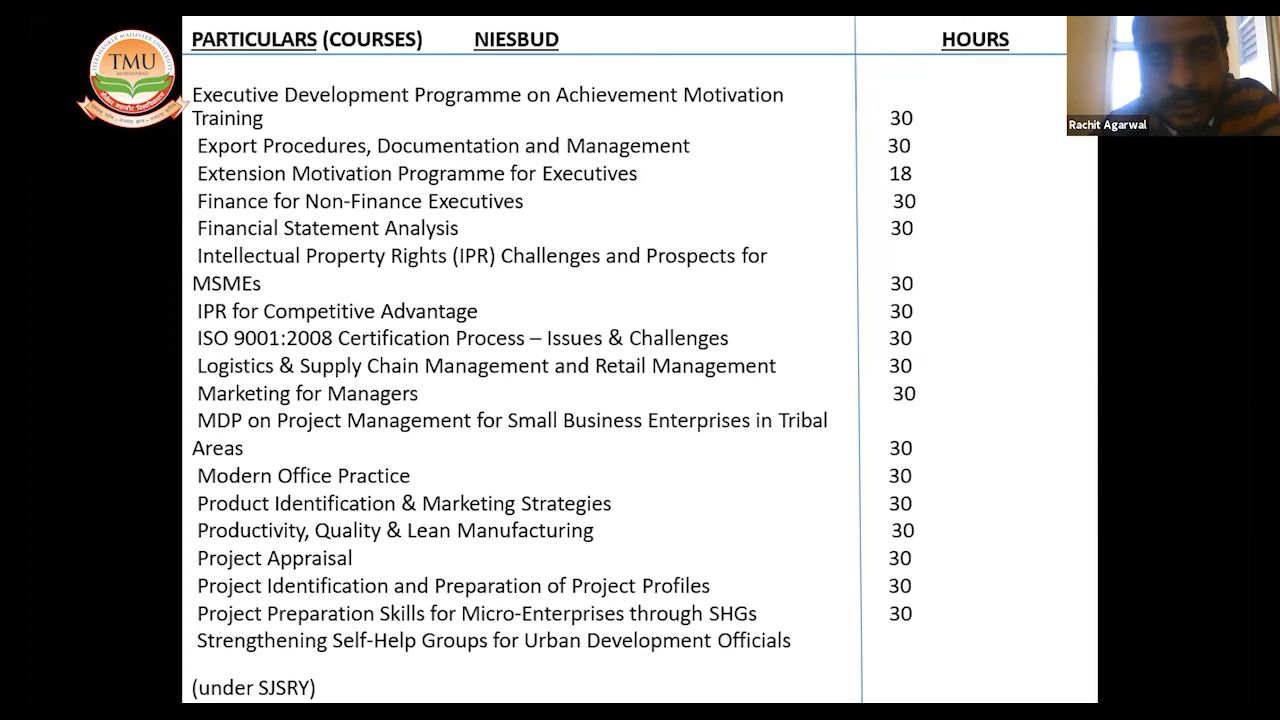 PARTICULARS (COURSES) NIESBUD HOURS
Executive Development Programme on Achievement Motivation
Training 30
Export Procedures, Documentation and Management 30
Extension Motivation Programme for Executives 18
Finance for Non-Finance Executives 30
Financial Statement Analysis 30
Intellectual Property Rights (IPR) Challenges and Prospects for
MSMEs 30
IPR for Competitive Advantage 30
ISO 9001:2008 Certification Process – Issues & Challenges 30
Logistics & Supply Chain Management and Retail Management 30
Marketing for Managers 30
MDP on Project Management for Small Business Enterprises in Tribal
Areas 30
Modern Office Practice 30
Product Identification & Marketing Strategies 30
Productivity, Quality & Lean Manufacturing 30
Project Appraisal 30
Project Identification and Preparation of Project Profiles 30
Project Preparation Skills for Micro-Enterprises through SHGs 30
Strengthening Self-Help Groups for Urban Development Officials
(under SJSRY)
TEERTHANKER MAHAVEER UNIVERSITY
TMU
MORADABAD
Rachit Agarwal